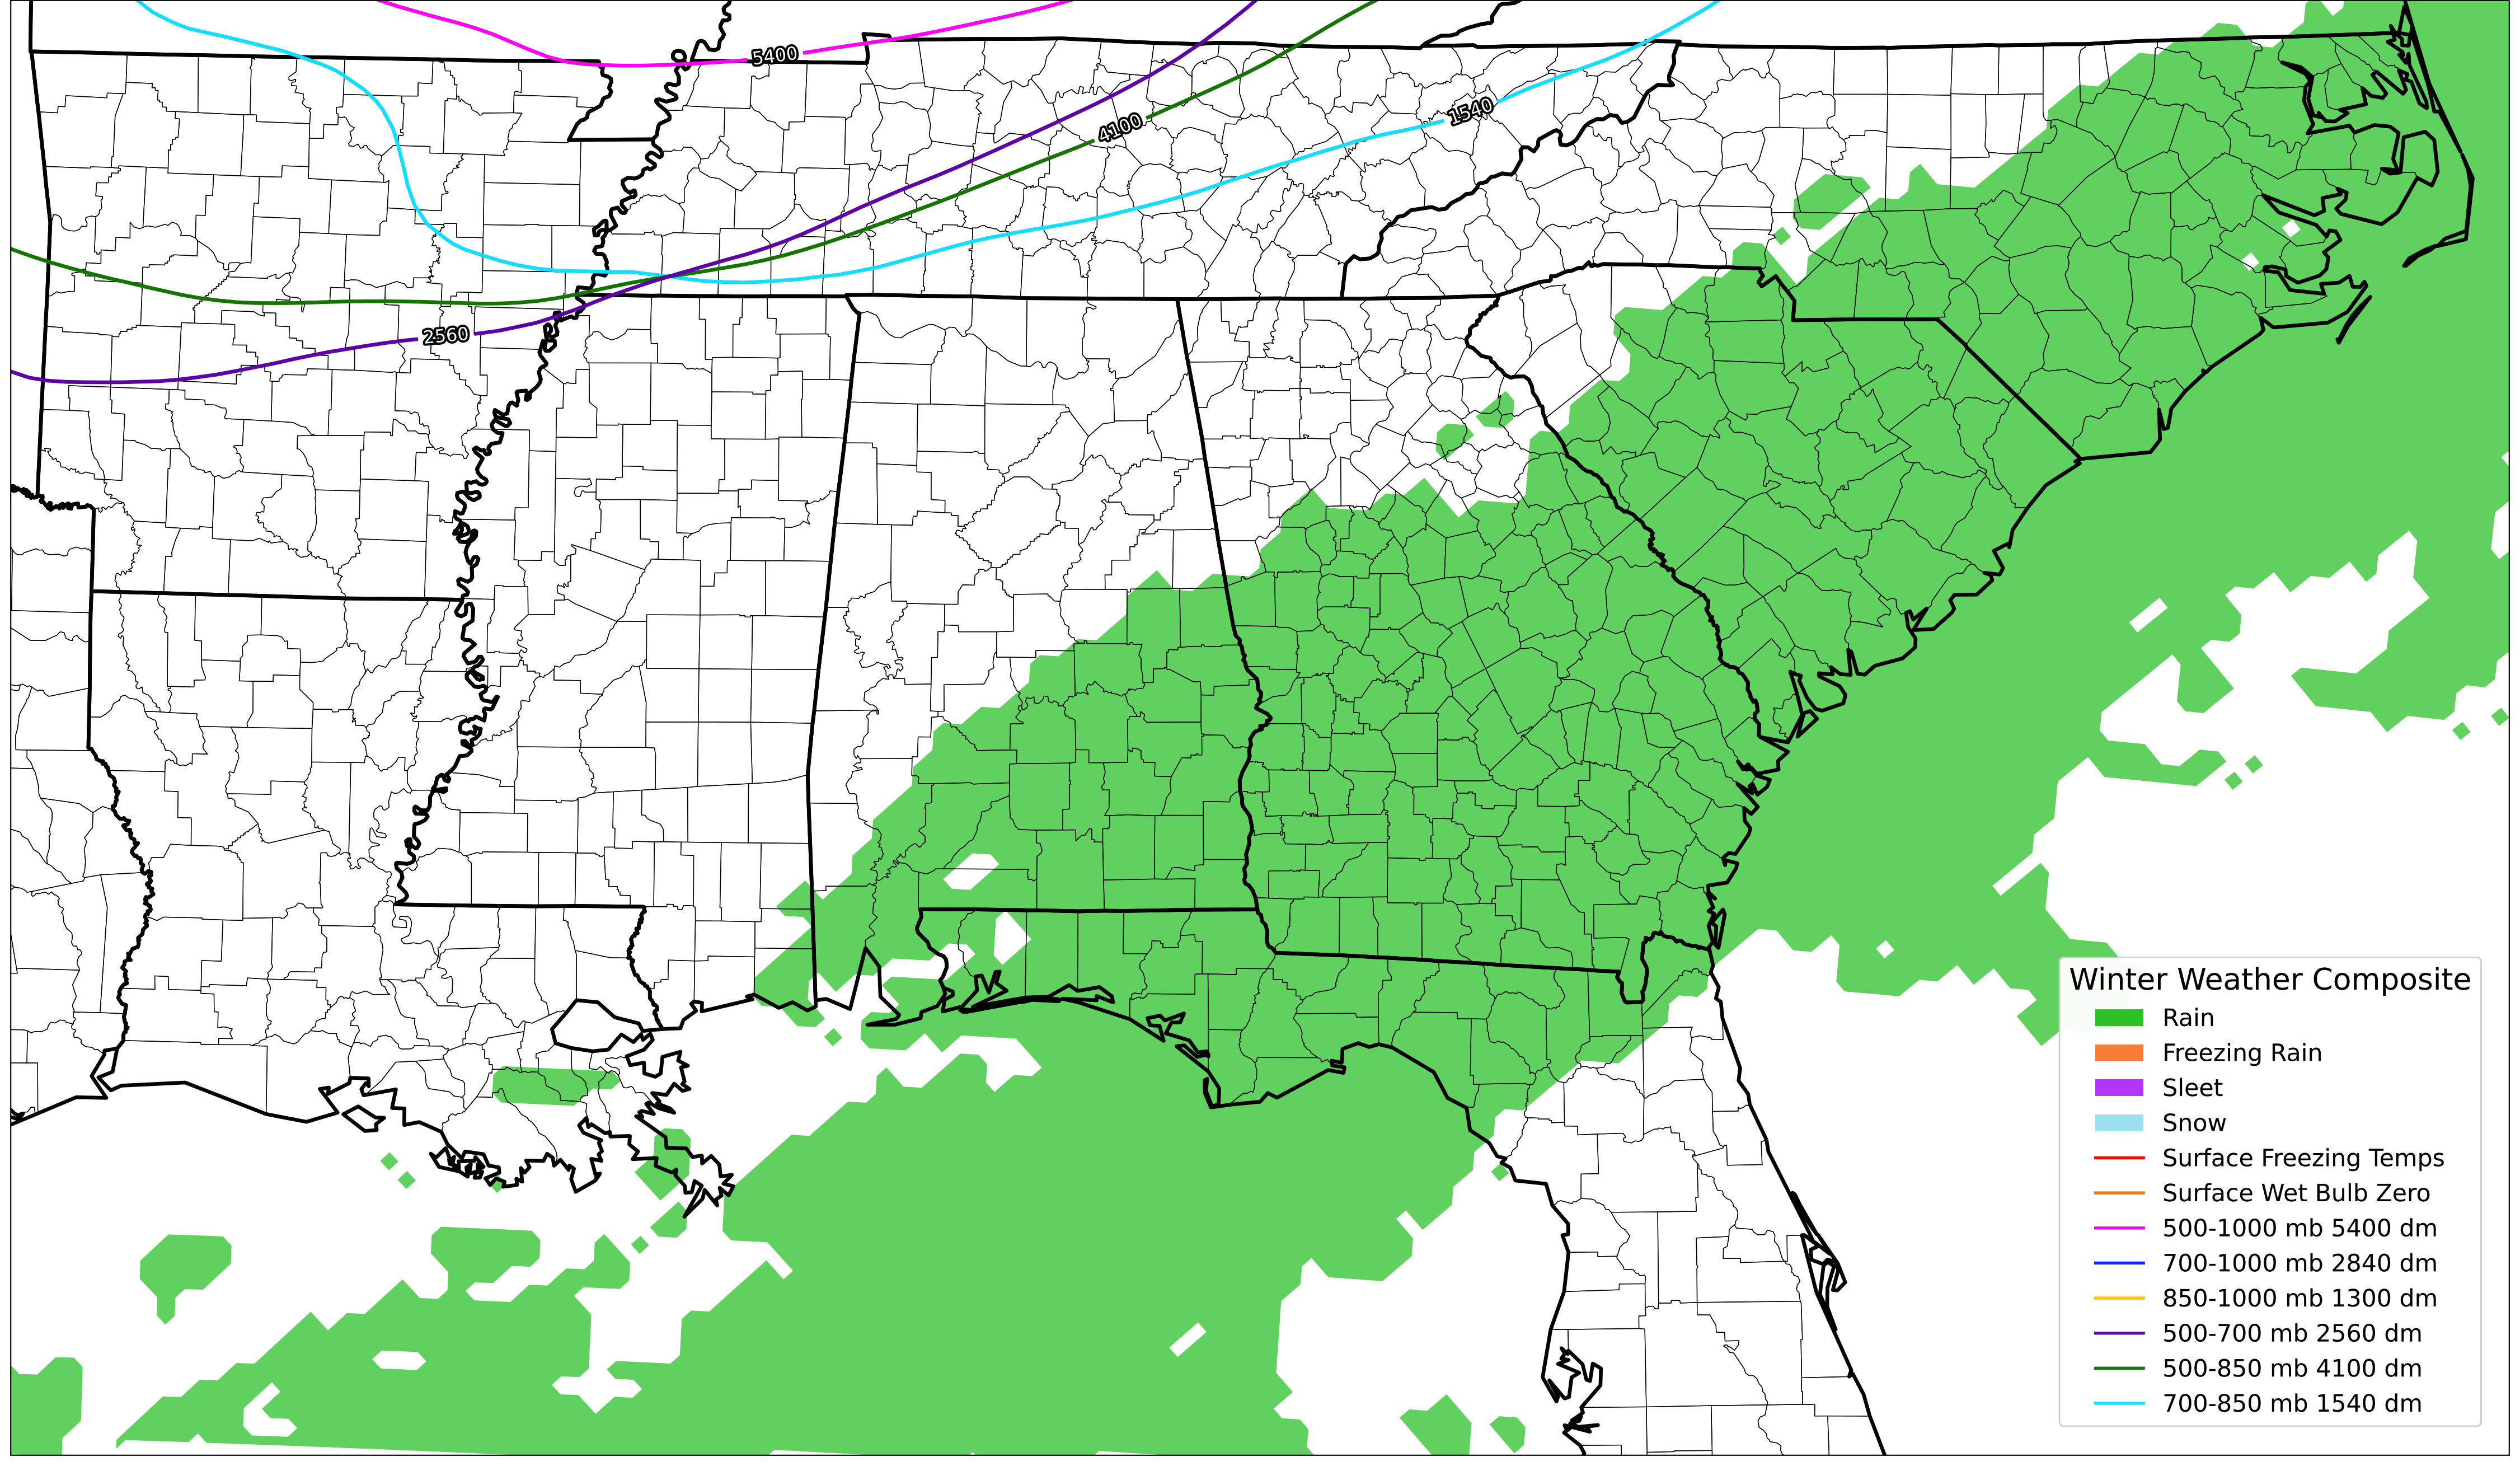 5400
4100
1540
2560
Winter Weather Composite
Rain
Freezing Rain
Sleet
Snow
Surface Freezing Temps
Surface Wet Bulb Zero
500-1000 mb 5400 dm
700-1000 mb 2840 dm
850-1000 mb 1300 dm
500-700 mb 2560 dm
500-850 mb 4100 dm
700-850 mb 1540 dm